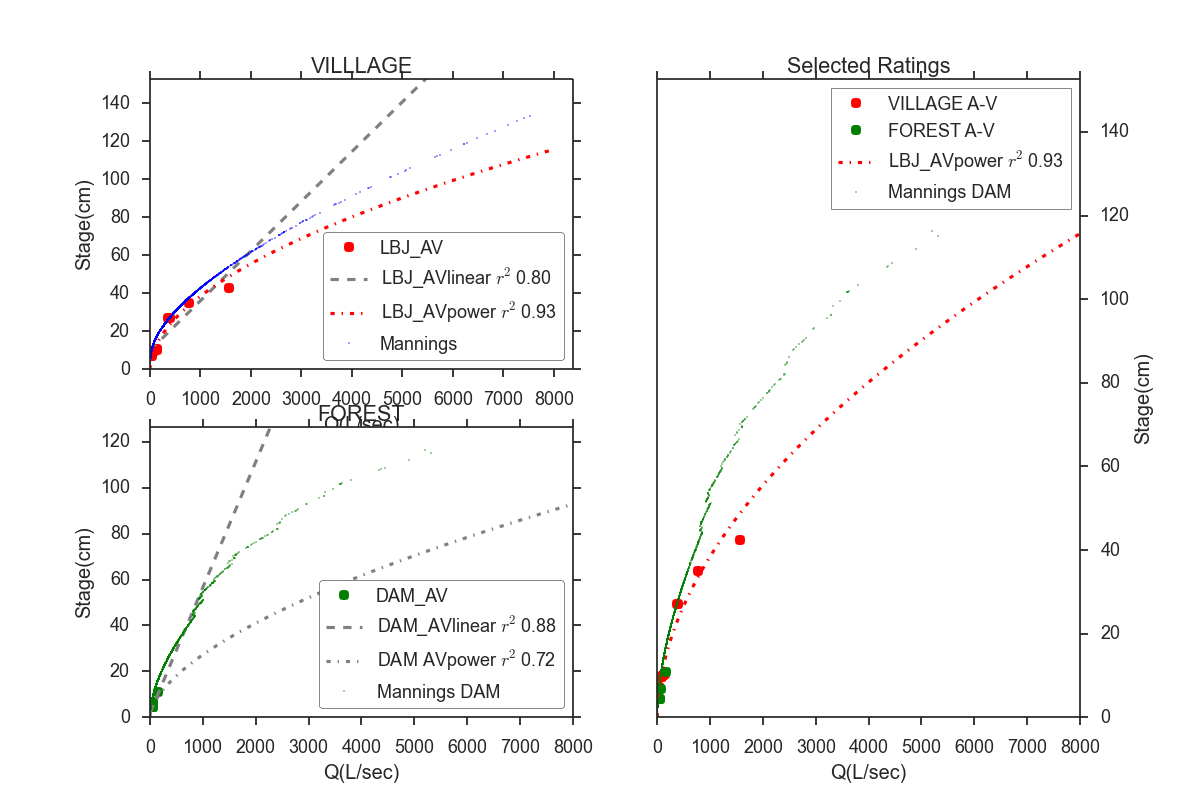 VILLLAGE
140
120
100
80
60
40
20
0
Stage(cm)
LBJ_AV
LBJ_AVlinear r² 0.80
LBJ_AVpower r² 0.93
Mannings
0 1000 2000 3000 4000 5000 6000 7000 8000
Q(L/sec)
FOREST
120
100
80
60
40
20
0
Stage(cm)
DAM_AV
DAM_AVlinear r² 0.88
DAM AVpower r² 0.72
Mannings DAM
0 1000 2000 3000 4000 5000 6000 7000 8000
Q(L/sec)
Selected Ratings
VILLAGE A-V
FOREST A-V
LBJ_AVpower r² 0.93
Mannings DAM
140
120
100
80
60
40
20
0
Stage(cm)
0 1000 2000 3000 4000 5000 6000 7000 8000
Q(L/sec)